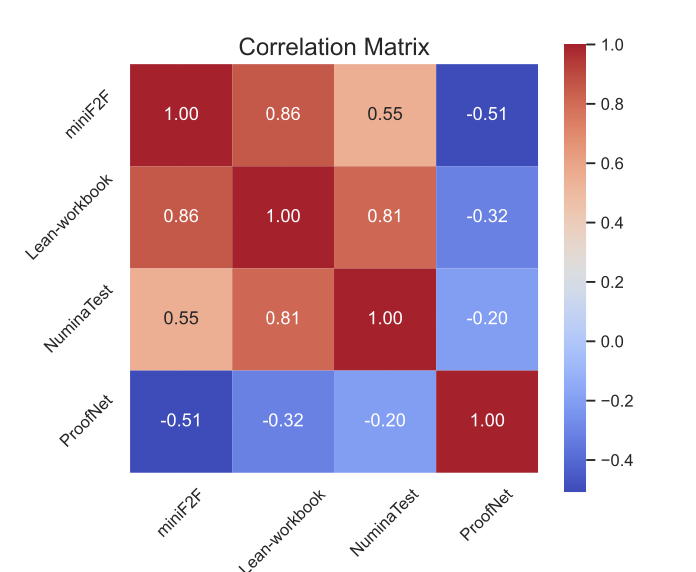 Correlation Matrix
miniF2F
1.00 0.86 0.55 -0.51
Lean-workbook
0.86 1.00 0.81 -0.32
NuminaTest
0.55 0.81 1.00 -0.20
ProofNet
-0.51 -0.32 -0.20 1.00
miniF2F
Lean-workbook
NuminaTest
ProofNet
1.0
0.8
0.6
0.4
0.2
0.0
−0.2
−0.4